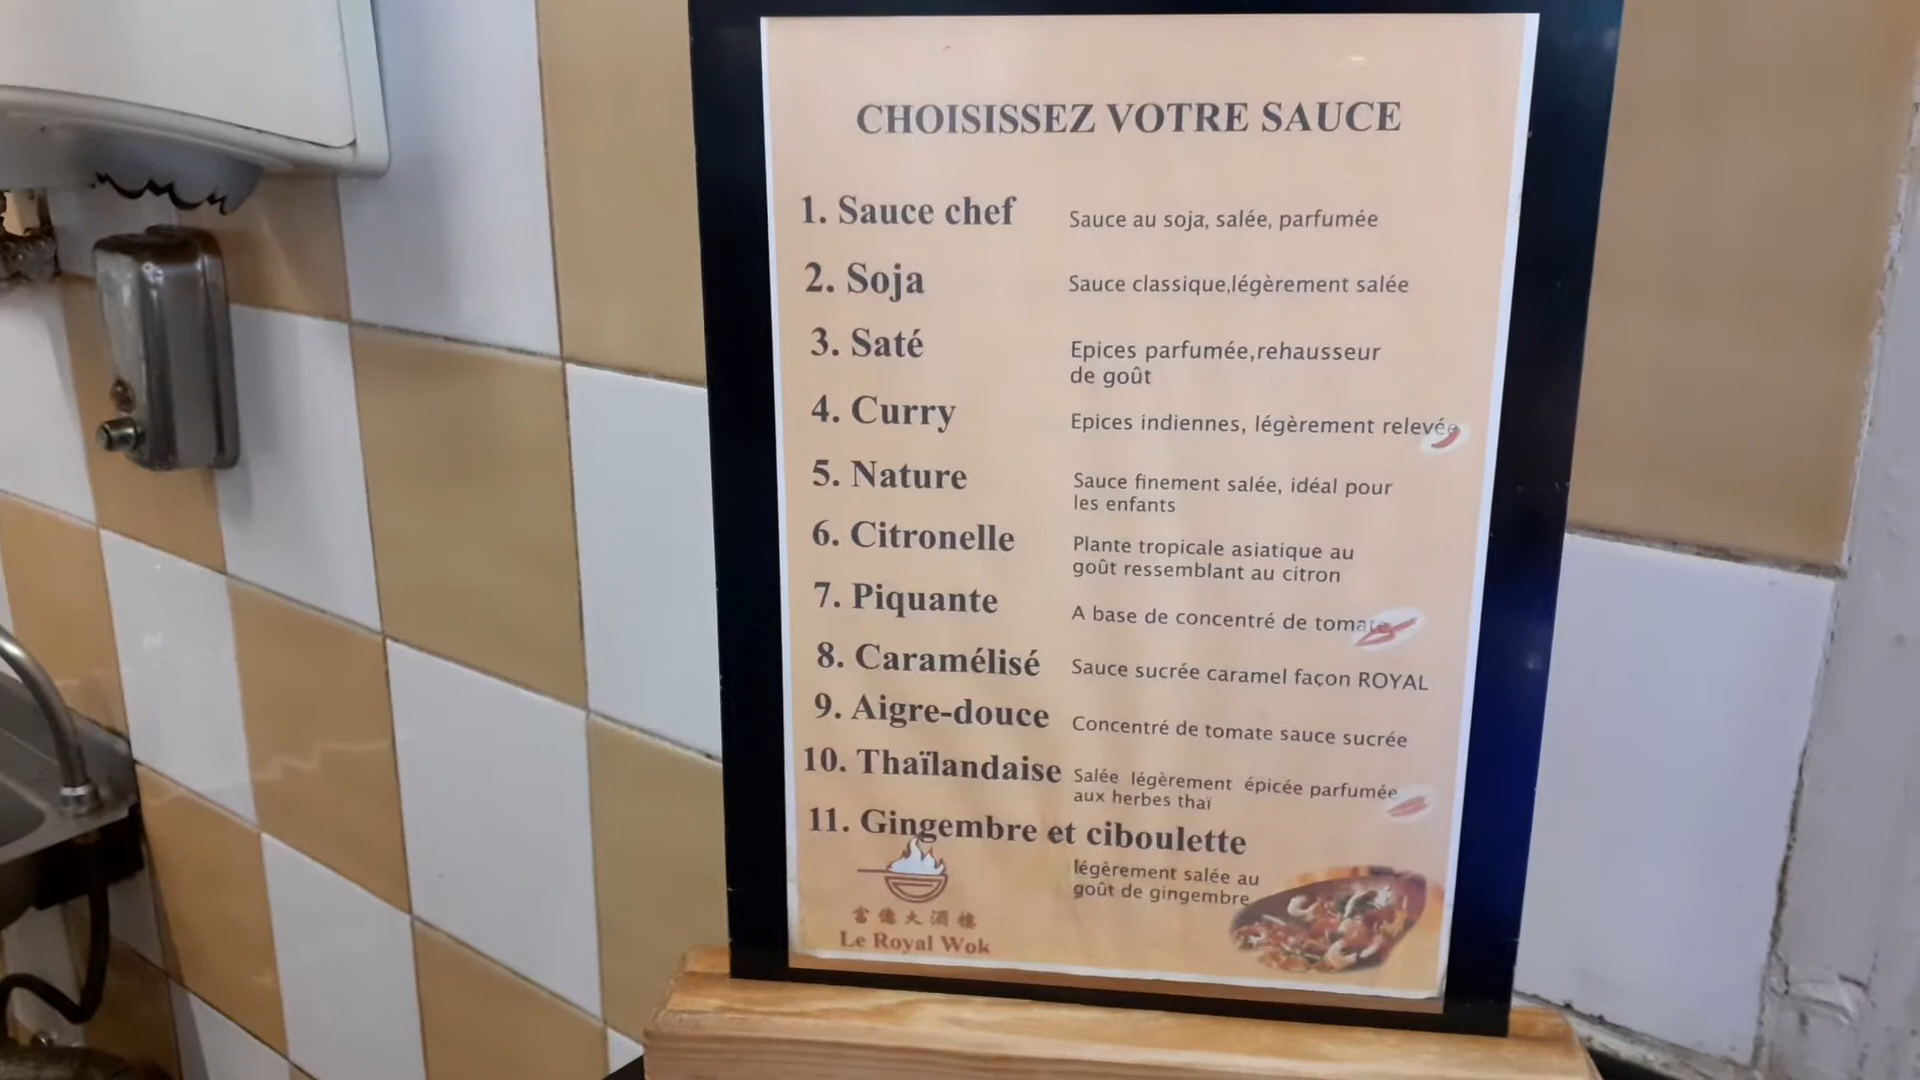 CHOISISSEZ VOTRE SAUCE
1. Sauce chef Sauce au soja, salée, parfumée
2. Soja Sauce classique,légèrement salée
3. Saté Epices parfumée,rehausseur
de goût
4. Curry Epices indiennes, légèrement relevée
5. Nature Sauce finement salée, idéal pour
les enfants
6. Citronelle Plante tropicale asiatique au
goût ressemblant au citron
7. Piquante A base de concentré de tomate
8. Caramélisé Sauce sucrée caramel façon ROYAL
9. Aigre-douce Concentré de tomate sauce sucrée
10. Thaïlandaise Salée légèrement épicée parfumée
aux herbes thaï
11. Gingembre et ciboulette
légèrement salée au
goût de gingembre
富億大酒樓
Le Royal Wok